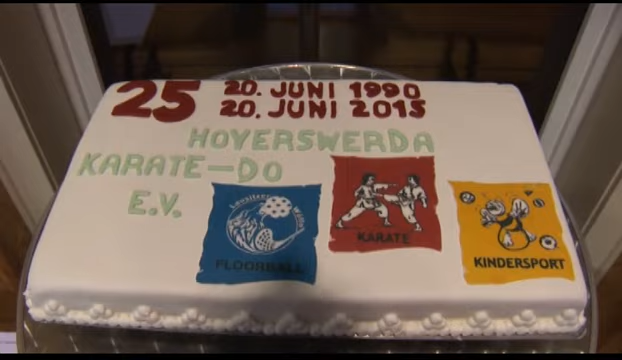 25
20. JUNI 1990
20. JUNI 2015
HOYERSWERDA
KARATE-DO
E.V.
FLOORBALL
KARATE
KINDERSPORT